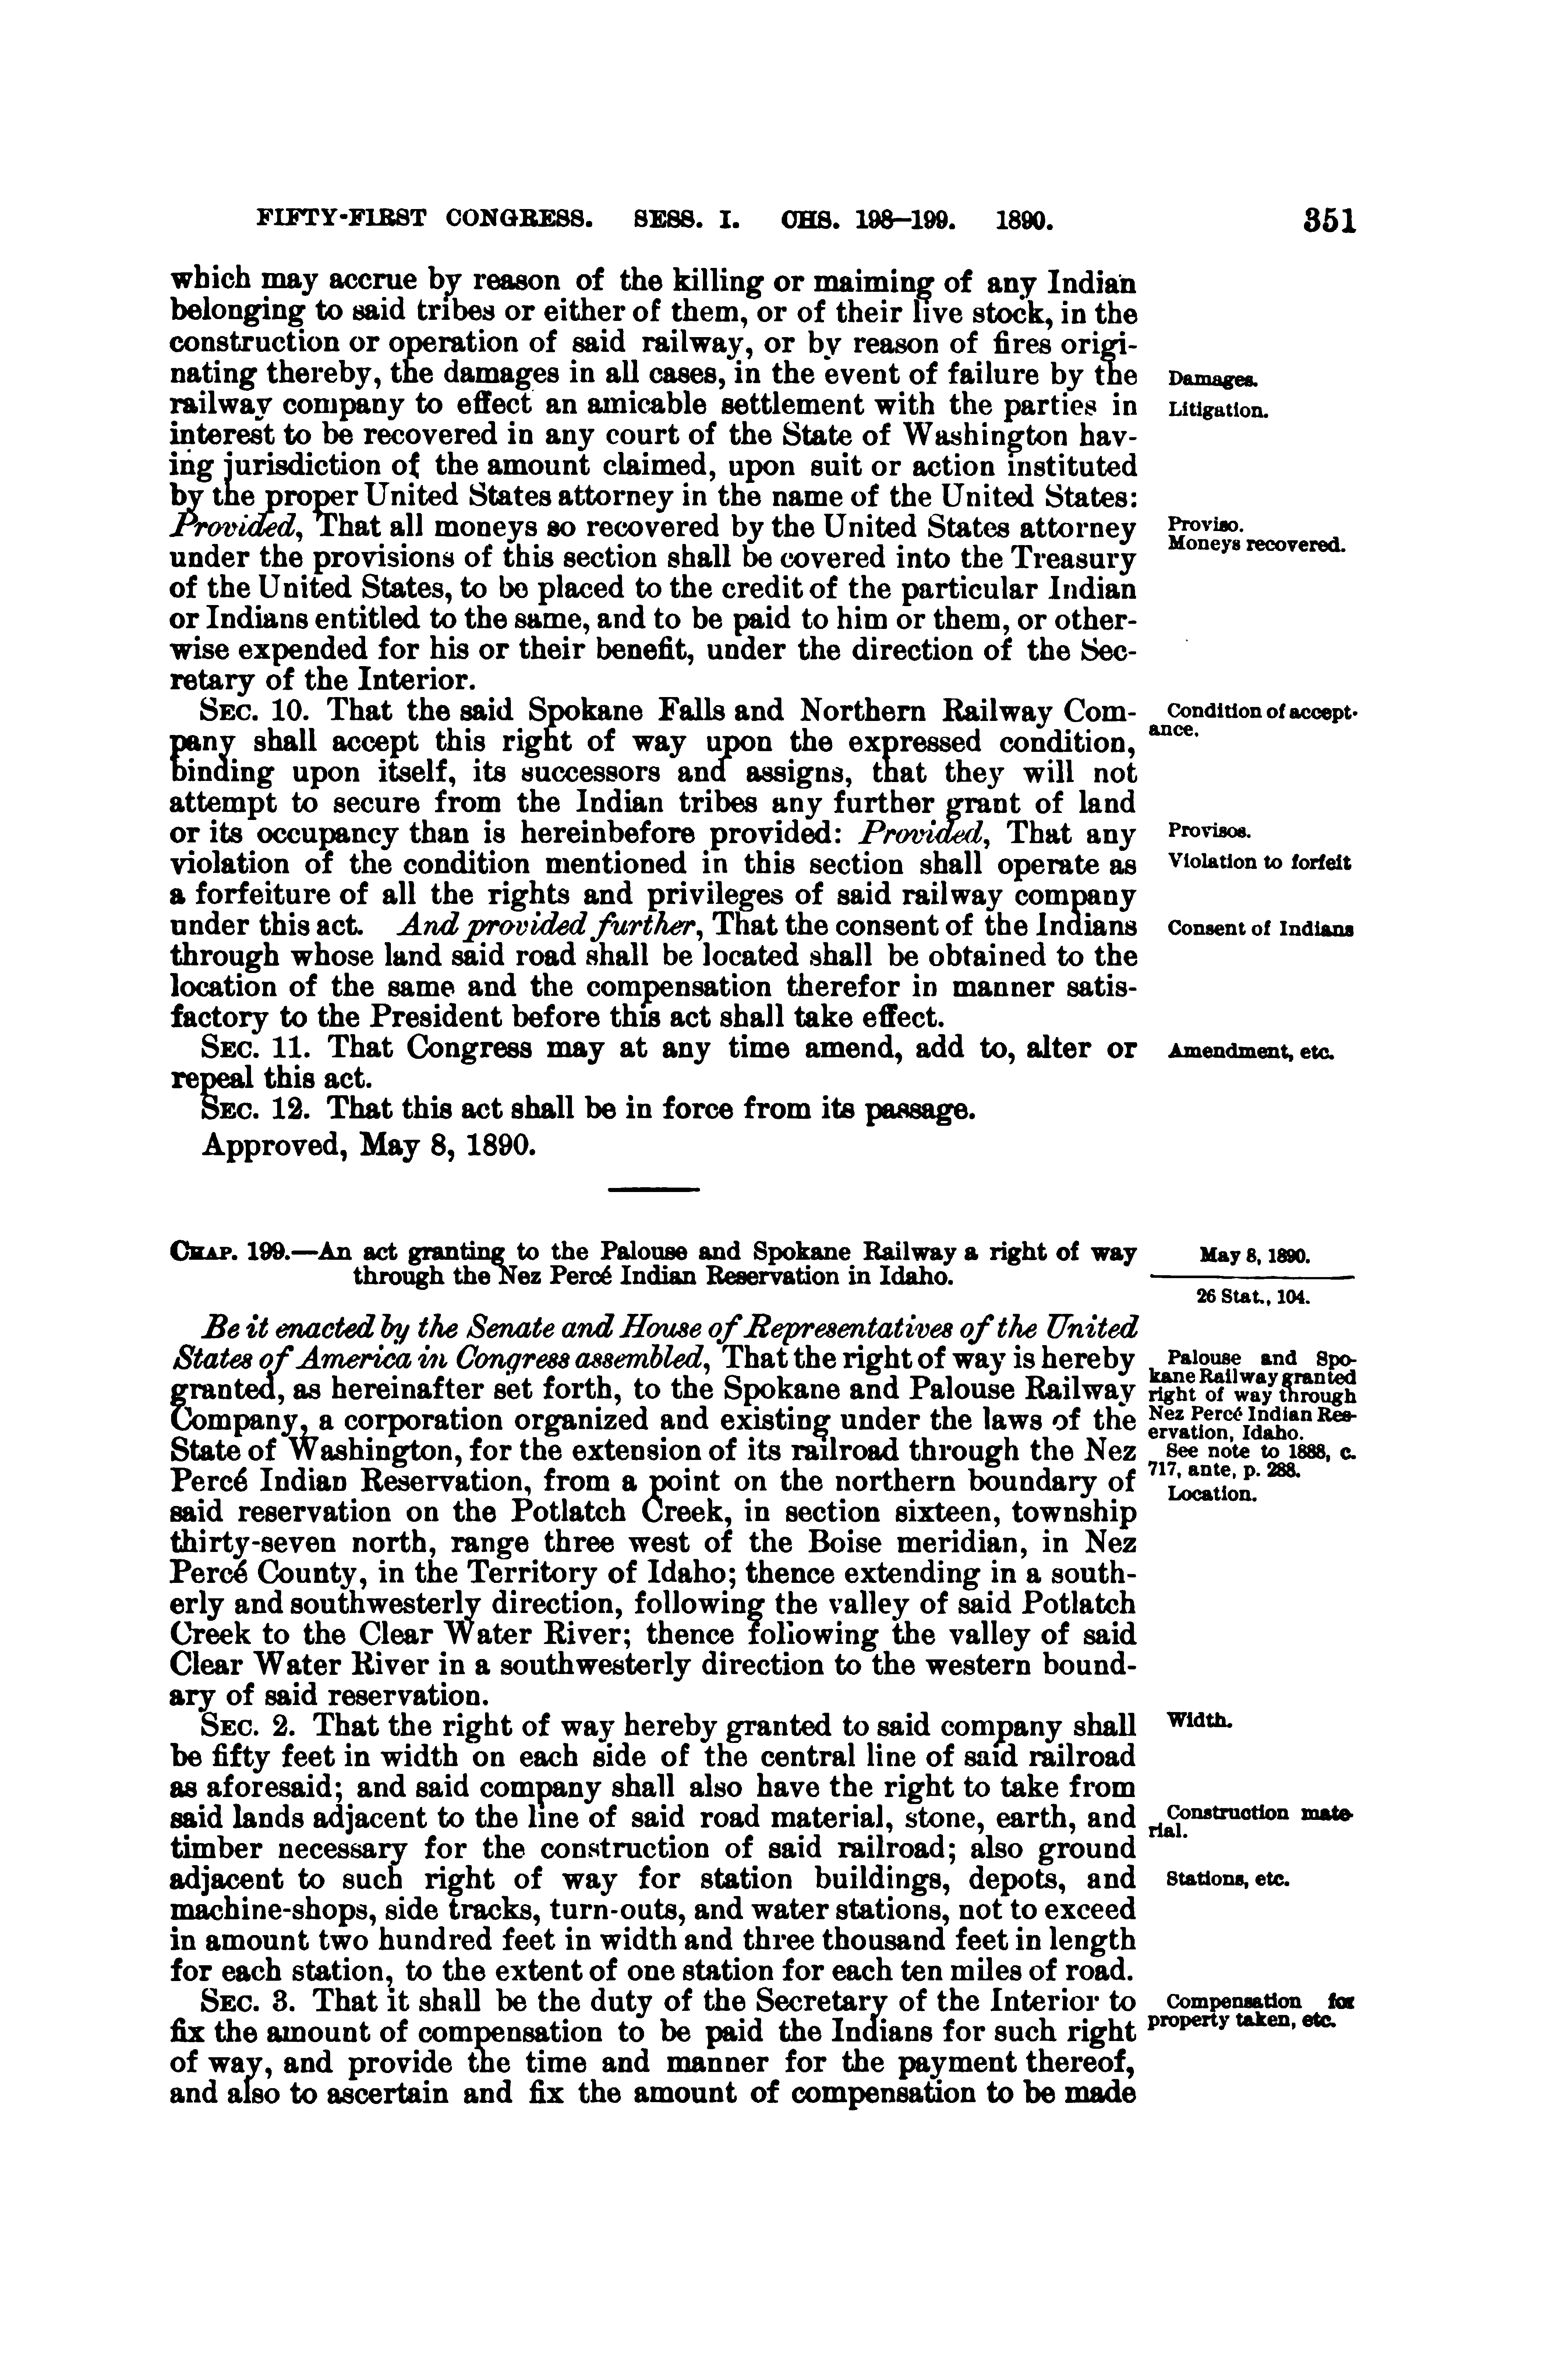 FIFTY-FIRST CONGRESS. SESS. I. CHS. 198–199. 1890. 351
which may accrue by reason of the killing or maiming of any Indian
belonging to said tribes or either of them, or of their live stock, in the
construction or operation of said railway, or by reason of fires origi-
nating thereby, the damages in all cases, in the event of failure by the
railway company to effect an amicable settlement with the parties in
interest to be recovered in any court of the State of Washington hav-
ing jurisdiction of the amount claimed, upon suit or action instituted
by the proper United States attorney in the name of the United States:
Provided, That all moneys so recovered by the United States attorney
under the provisions of this section shall be covered into the Treasury
of the United States, to be placed to the credit of the particular Indian
or Indians entitled to the same, and to be paid to him or them, or other-
wise expended for his or their benefit, under the direction of the Sec-
retary of the Interior.
Damages.
Litigation.
Proviso.
Moneys recovered.
SEC. 10. That the said Spokane Falls and Northern Railway Com-
pany shall accept this right of way upon the expressed condition,
binding upon itself, its successors and assigns, that they will not
attempt to secure from the Indian tribes any further grant of land
or its occupancy than is hereinbefore provided: Provided, That any
violation of the condition mentioned in this section shall operate as
a forfeiture of all the rights and privileges of said railway company
under this act. And provided further, That the consent of the Indians
through whose land said road shall be located shall be obtained to the
location of the same and the compensation therefor in manner satis-
factory to the President before this act shall take effect.
Condition of accept-
ance.
Provisos.
Violation to forfeit
Consent of Indians
SEC. 11. That Congress may at any time amend, add to, alter or
repeal this act.
Amendment, etc.
SEC. 12. That this act shall be in force from its passage.
Approved, May 8, 1890.
CHAP. 199.—An act granting to the Palouse and Spokane Railway a right of way
through the Nez Percé Indian Reservation in Idaho.
May 8, 1890.
26 Stat., 104.
Be it enacted by the Senate and House of Representatives of the United
States of America in Congress assembled, That the right of way is hereby
granted, as hereinafter set forth, to the Spokane and Palouse Railway
Company, a corporation organized and existing under the laws of the
State of Washington, for the extension of its railroad through the Nez
Percé Indian Reservation, from a point on the northern boundary of
said reservation on the Potlatch Creek, in section sixteen, township
thirty-seven north, range three west of the Boise meridian, in Nez
Percé County, in the Territory of Idaho; thence extending in a south-
erly and southwesterly direction, following the valley of said Potlatch
Creek to the Clear Water River; thence following the valley of said
Clear Water River in a southwesterly direction to the western bound-
ary of said reservation.
Palouse and Spo-
kane Railway granted
right of way through
Nez Percé Indian Res-
ervation, Idaho.
See note to 1888, c.
717, ante, p. 288.
Location.
SEC. 2. That the right of way hereby granted to said company shall
be fifty feet in width on each side of the central line of said railroad
as aforesaid; and said company shall also have the right to take from
said lands adjacent to the line of said road material, stone, earth, and
timber necessary for the construction of said railroad; also ground
adjacent to such right of way for station buildings, depots, and
machine-shops, side tracks, turn-outs, and water stations, not to exceed
in amount two hundred feet in width and three thousand feet in length
for each station, to the extent of one station for each ten miles of road.
Width.
Construction mate-
rial.
Stations, etc.
SEC. 3. That it shall be the duty of the Secretary of the Interior to
fix the amount of compensation to be paid the Indians for such right
of way, and provide the time and manner for the payment thereof,
and also to ascertain and fix the amount of compensation to be made
Compensation for
property taken, etc.